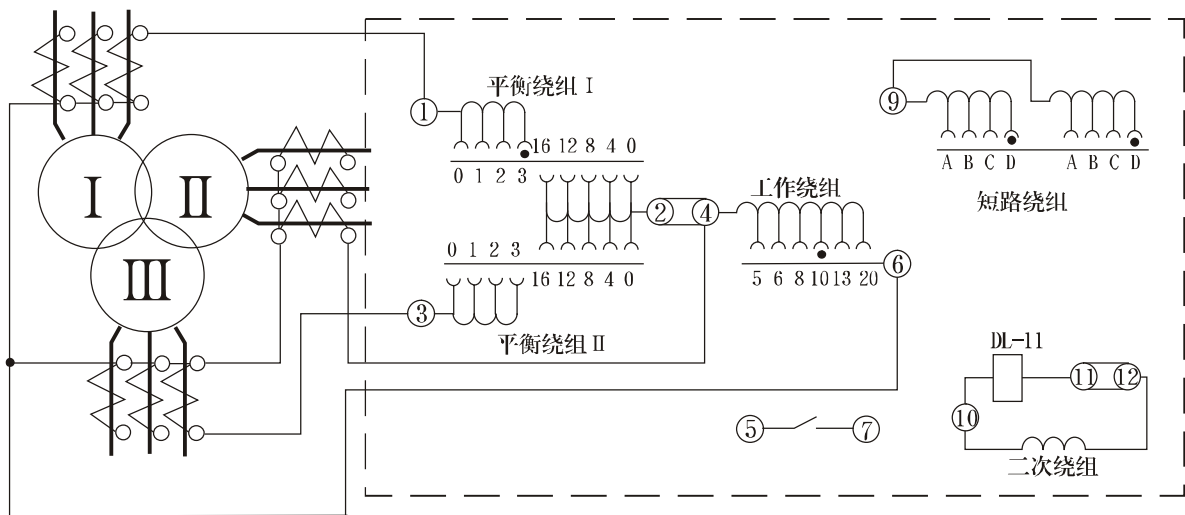 I
II
III
①
平衡绕组 I
16 12 8 4 0
0 1 2 3
②
④
工作绕组
0 1 2 3
16 12 8 4 0
③
平衡绕组 II
5 6 8 10 13 20
⑥
⑨
A B C D
A B C D
短路绕组
⑤
⑦
DL-11
⑪
⑫
⑩
二次绕组